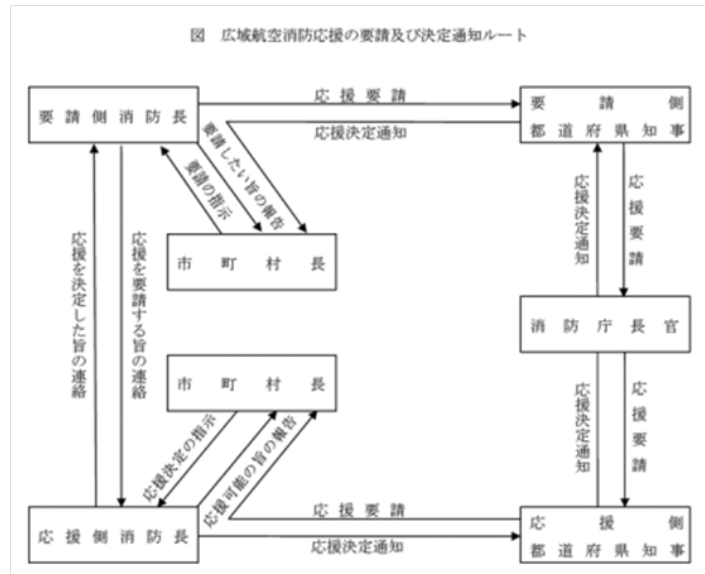 図　広域航空消防応援の要請及び決定通知ルート
要請側消防長
応援要請
応援決定通知
要請側
都道府県知事
要請したい旨の報告
要請の指示
市町村長
応援決定通知
応援要請
応援を決定した旨の連絡
応援を要請する旨の連絡
消防庁長官
市町村長
応援決定の指示
応援可能の旨の報告
応援決定通知
応援要請
応援側消防長
応援要請
応援決定通知
応援側
都道府県知事